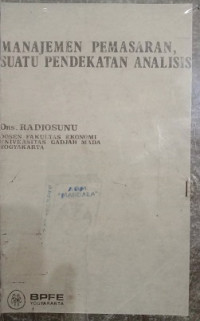 MANAJEMEN PEMASARAN,
SUATU PENDEKATAN ANALISIS
Drs. RADIOSUNU
DOSEN FAKULTAS EKONOMI
UNIVERSITAS GADJAH MADA
YOGYAKARTA
BPFE
YOGYAKARTA